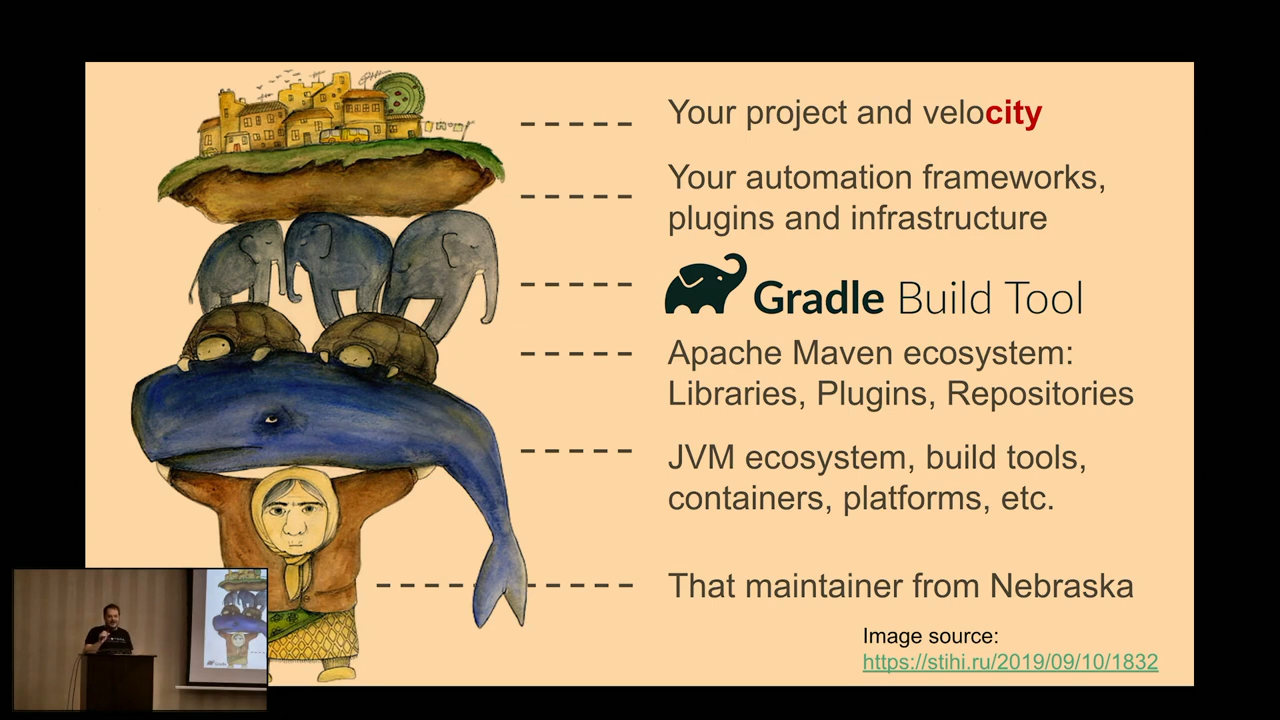 Your project and velocity
Your automation frameworks,
plugins and infrastructure
Gradle Build Tool
Apache Maven ecosystem:
Libraries, Plugins, Repositories
JVM ecosystem, build tools,
containers, platforms, etc.
That maintainer from Nebraska
Image source:
https://stihi.ru/2019/09/10/1832